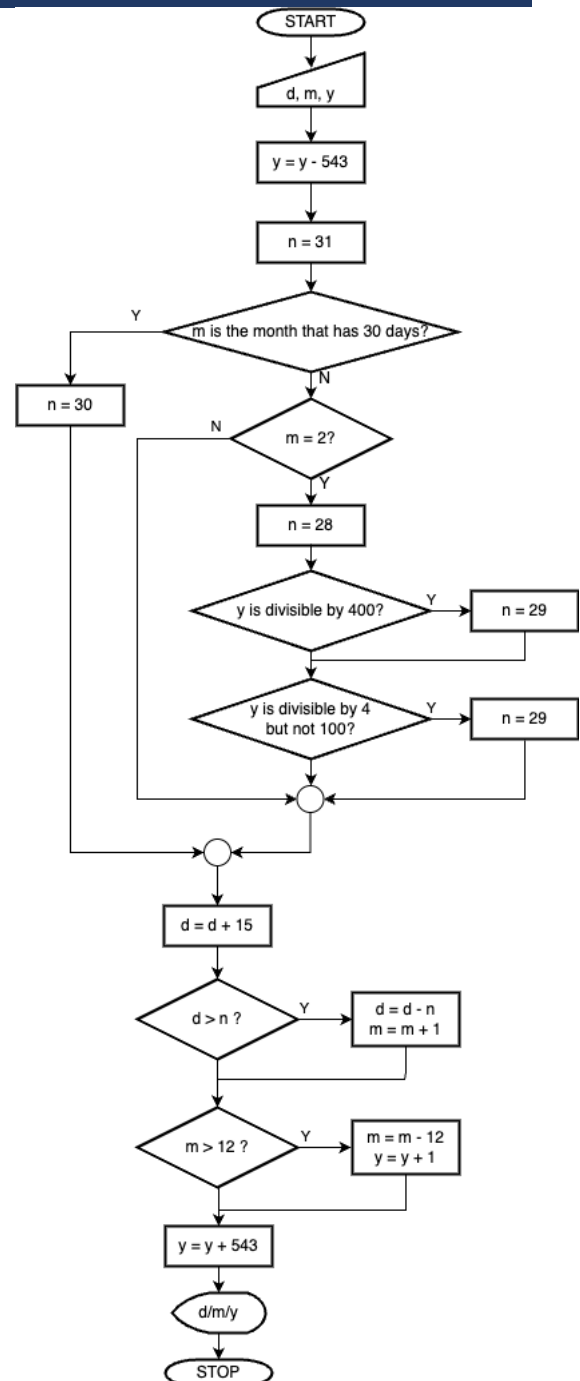 START
d, m, y
y = y - 543
n = 31
Y
m is the month that has 30 days?
N
n = 30
N
m = 2?
Y
n = 28
y is divisible by 400?
Y
n = 29
y is divisible by 4
but not 100?
Y
n = 29
d = d + 15
d > n ?
Y
d = d - n
m = m + 1
m > 12 ?
Y
m = m - 12
y = y + 1
y = y + 543
d/m/y
STOP